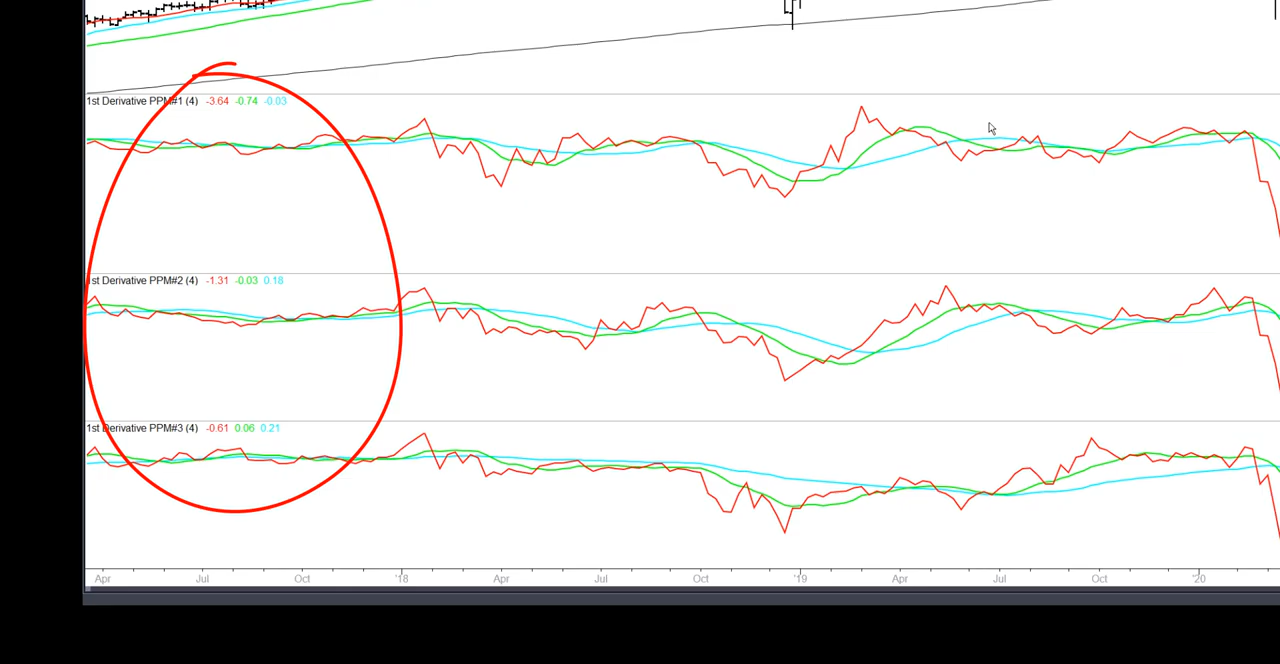 1st Derivative PPM#1 (4) -3.64 -0.74 -0.03
1st Derivative PPM#2 (4) -1.31 -0.03 0.18
1st Derivative PPM#3 (4) -0.61 0.06 0.21
Apr Jul Oct '18 Apr Jul Oct '19 Apr Jul Oct '20